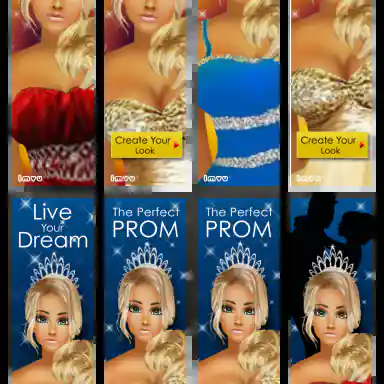 Create Your
Look
Create Your
Look
imvu
imvu
imvu
imvu
Live
Your
Dream
The Perfect
PROM
The Perfect
PROM